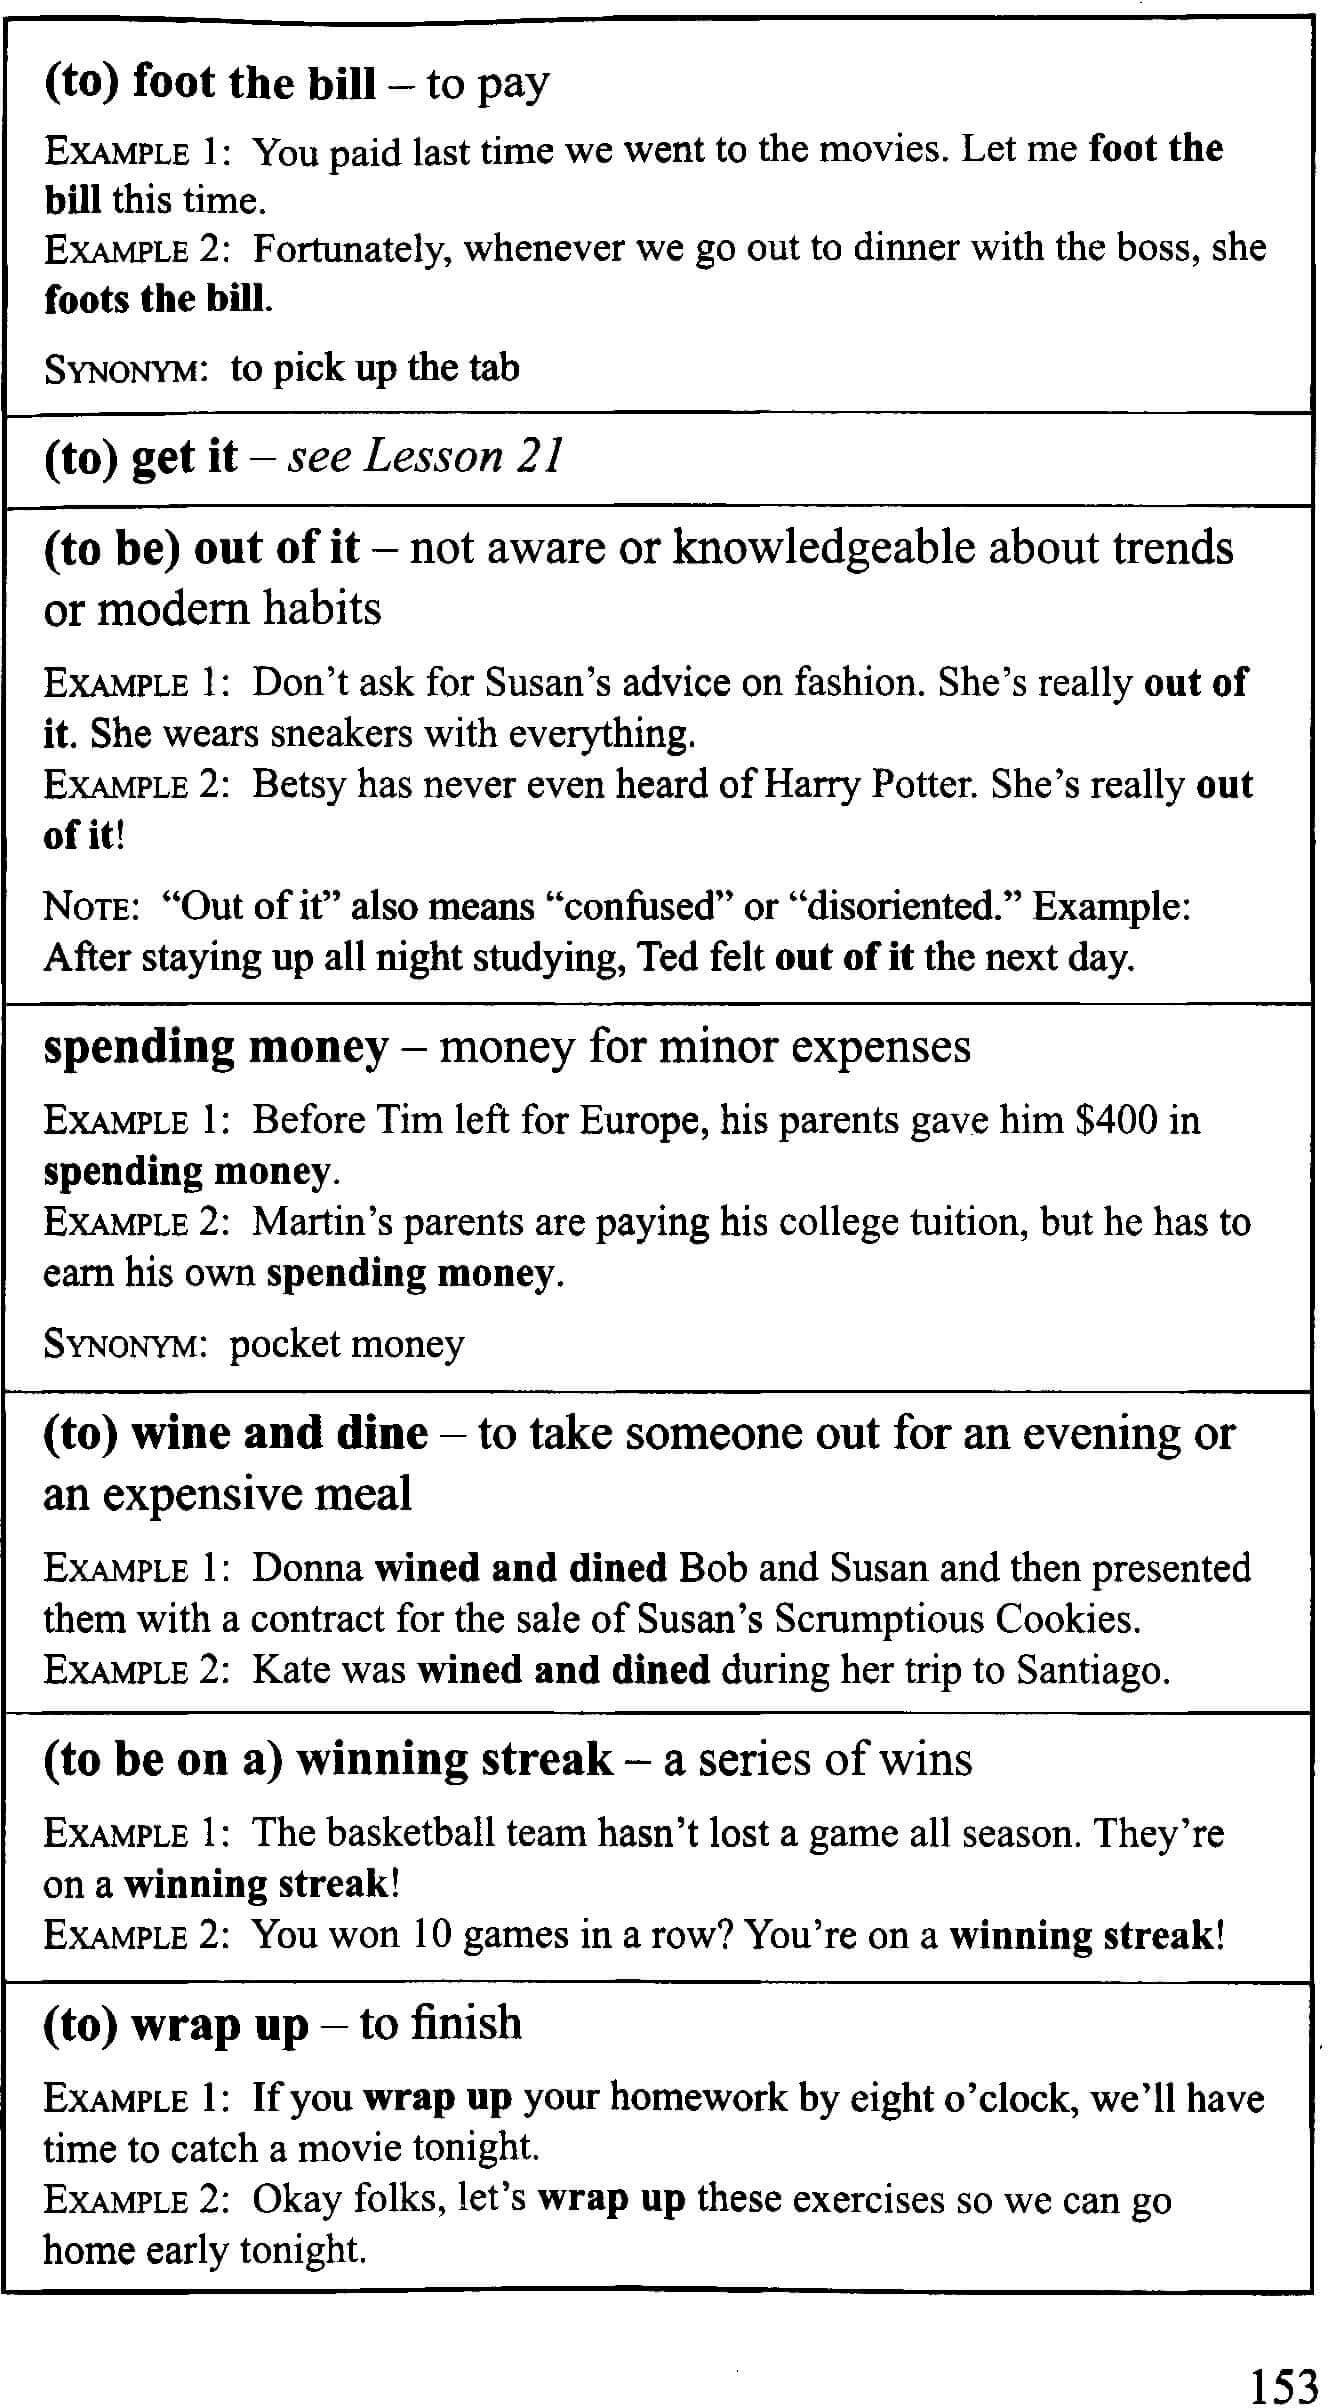 (to) foot the bill – to pay
EXAMPLE 1: You paid last time we went to the movies. Let me foot the
bill this time.
EXAMPLE 2: Fortunately, whenever we go out to dinner with the boss, she
foots the bill.
SYNONYM: to pick up the tab
(to) get it – see Lesson 21
(to be) out of it – not aware or knowledgeable about trends
or modern habits
EXAMPLE 1: Don’t ask for Susan’s advice on fashion. She’s really out of
it. She wears sneakers with everything.
EXAMPLE 2: Betsy has never even heard of Harry Potter. She’s really out
of it!
NOTE: “Out of it” also means “confused” or “disoriented.” Example:
After staying up all night studying, Ted felt out of it the next day.
spending money – money for minor expenses
EXAMPLE 1: Before Tim left for Europe, his parents gave him $400 in
spending money.
EXAMPLE 2: Martin’s parents are paying his college tuition, but he has to
earn his own spending money.
SYNONYM: pocket money
(to) wine and dine – to take someone out for an evening or
an expensive meal
EXAMPLE 1: Donna wined and dined Bob and Susan and then presented
them with a contract for the sale of Susan’s Scrumptious Cookies.
EXAMPLE 2: Kate was wined and dined during her trip to Santiago.
(to be on a) winning streak – a series of wins
EXAMPLE 1: The basketball team hasn’t lost a game all season. They’re
on a winning streak!
EXAMPLE 2: You won 10 games in a row? You’re on a winning streak!
(to) wrap up – to finish
EXAMPLE 1: If you wrap up your homework by eight o’clock, we’ll have
time to catch a movie tonight.
EXAMPLE 2: Okay folks, let’s wrap up these exercises so we can go
home early tonight.
153